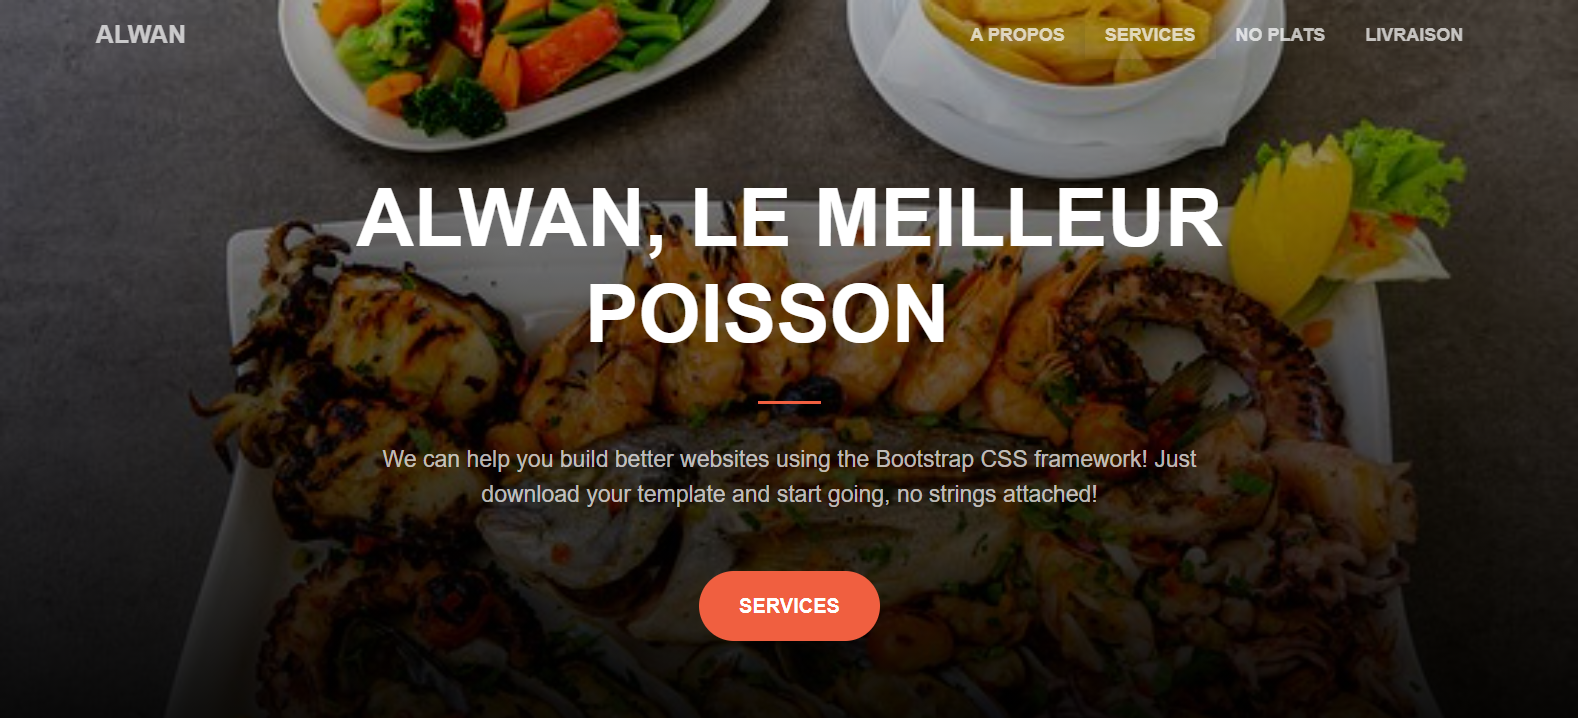 ALWAN
A PROPOS
SERVICES
NO PLATS
LIVRAISON
ALWAN, LE MEILLEUR
POISSON
We can help you build better websites using the Bootstrap CSS framework! Just
download your template and start going, no strings attached!
SERVICES